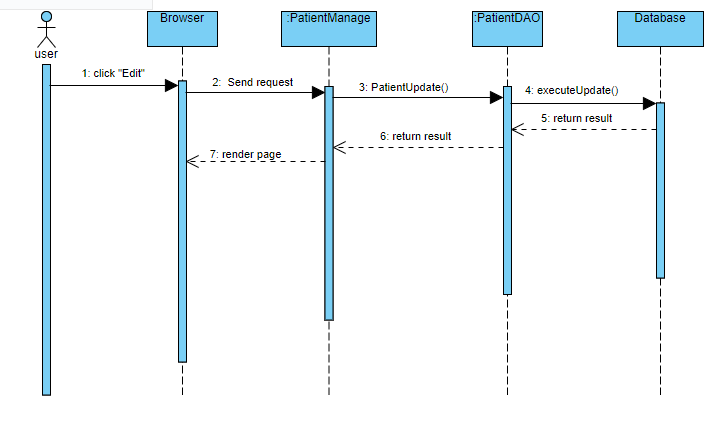 Browser
:PatientManage
:PatientDAO
Database
user
1: click "Edit"
2:  Send request
3: PatientUpdate()
4: executeUpdate()
5: return result
6: return result
7: render page